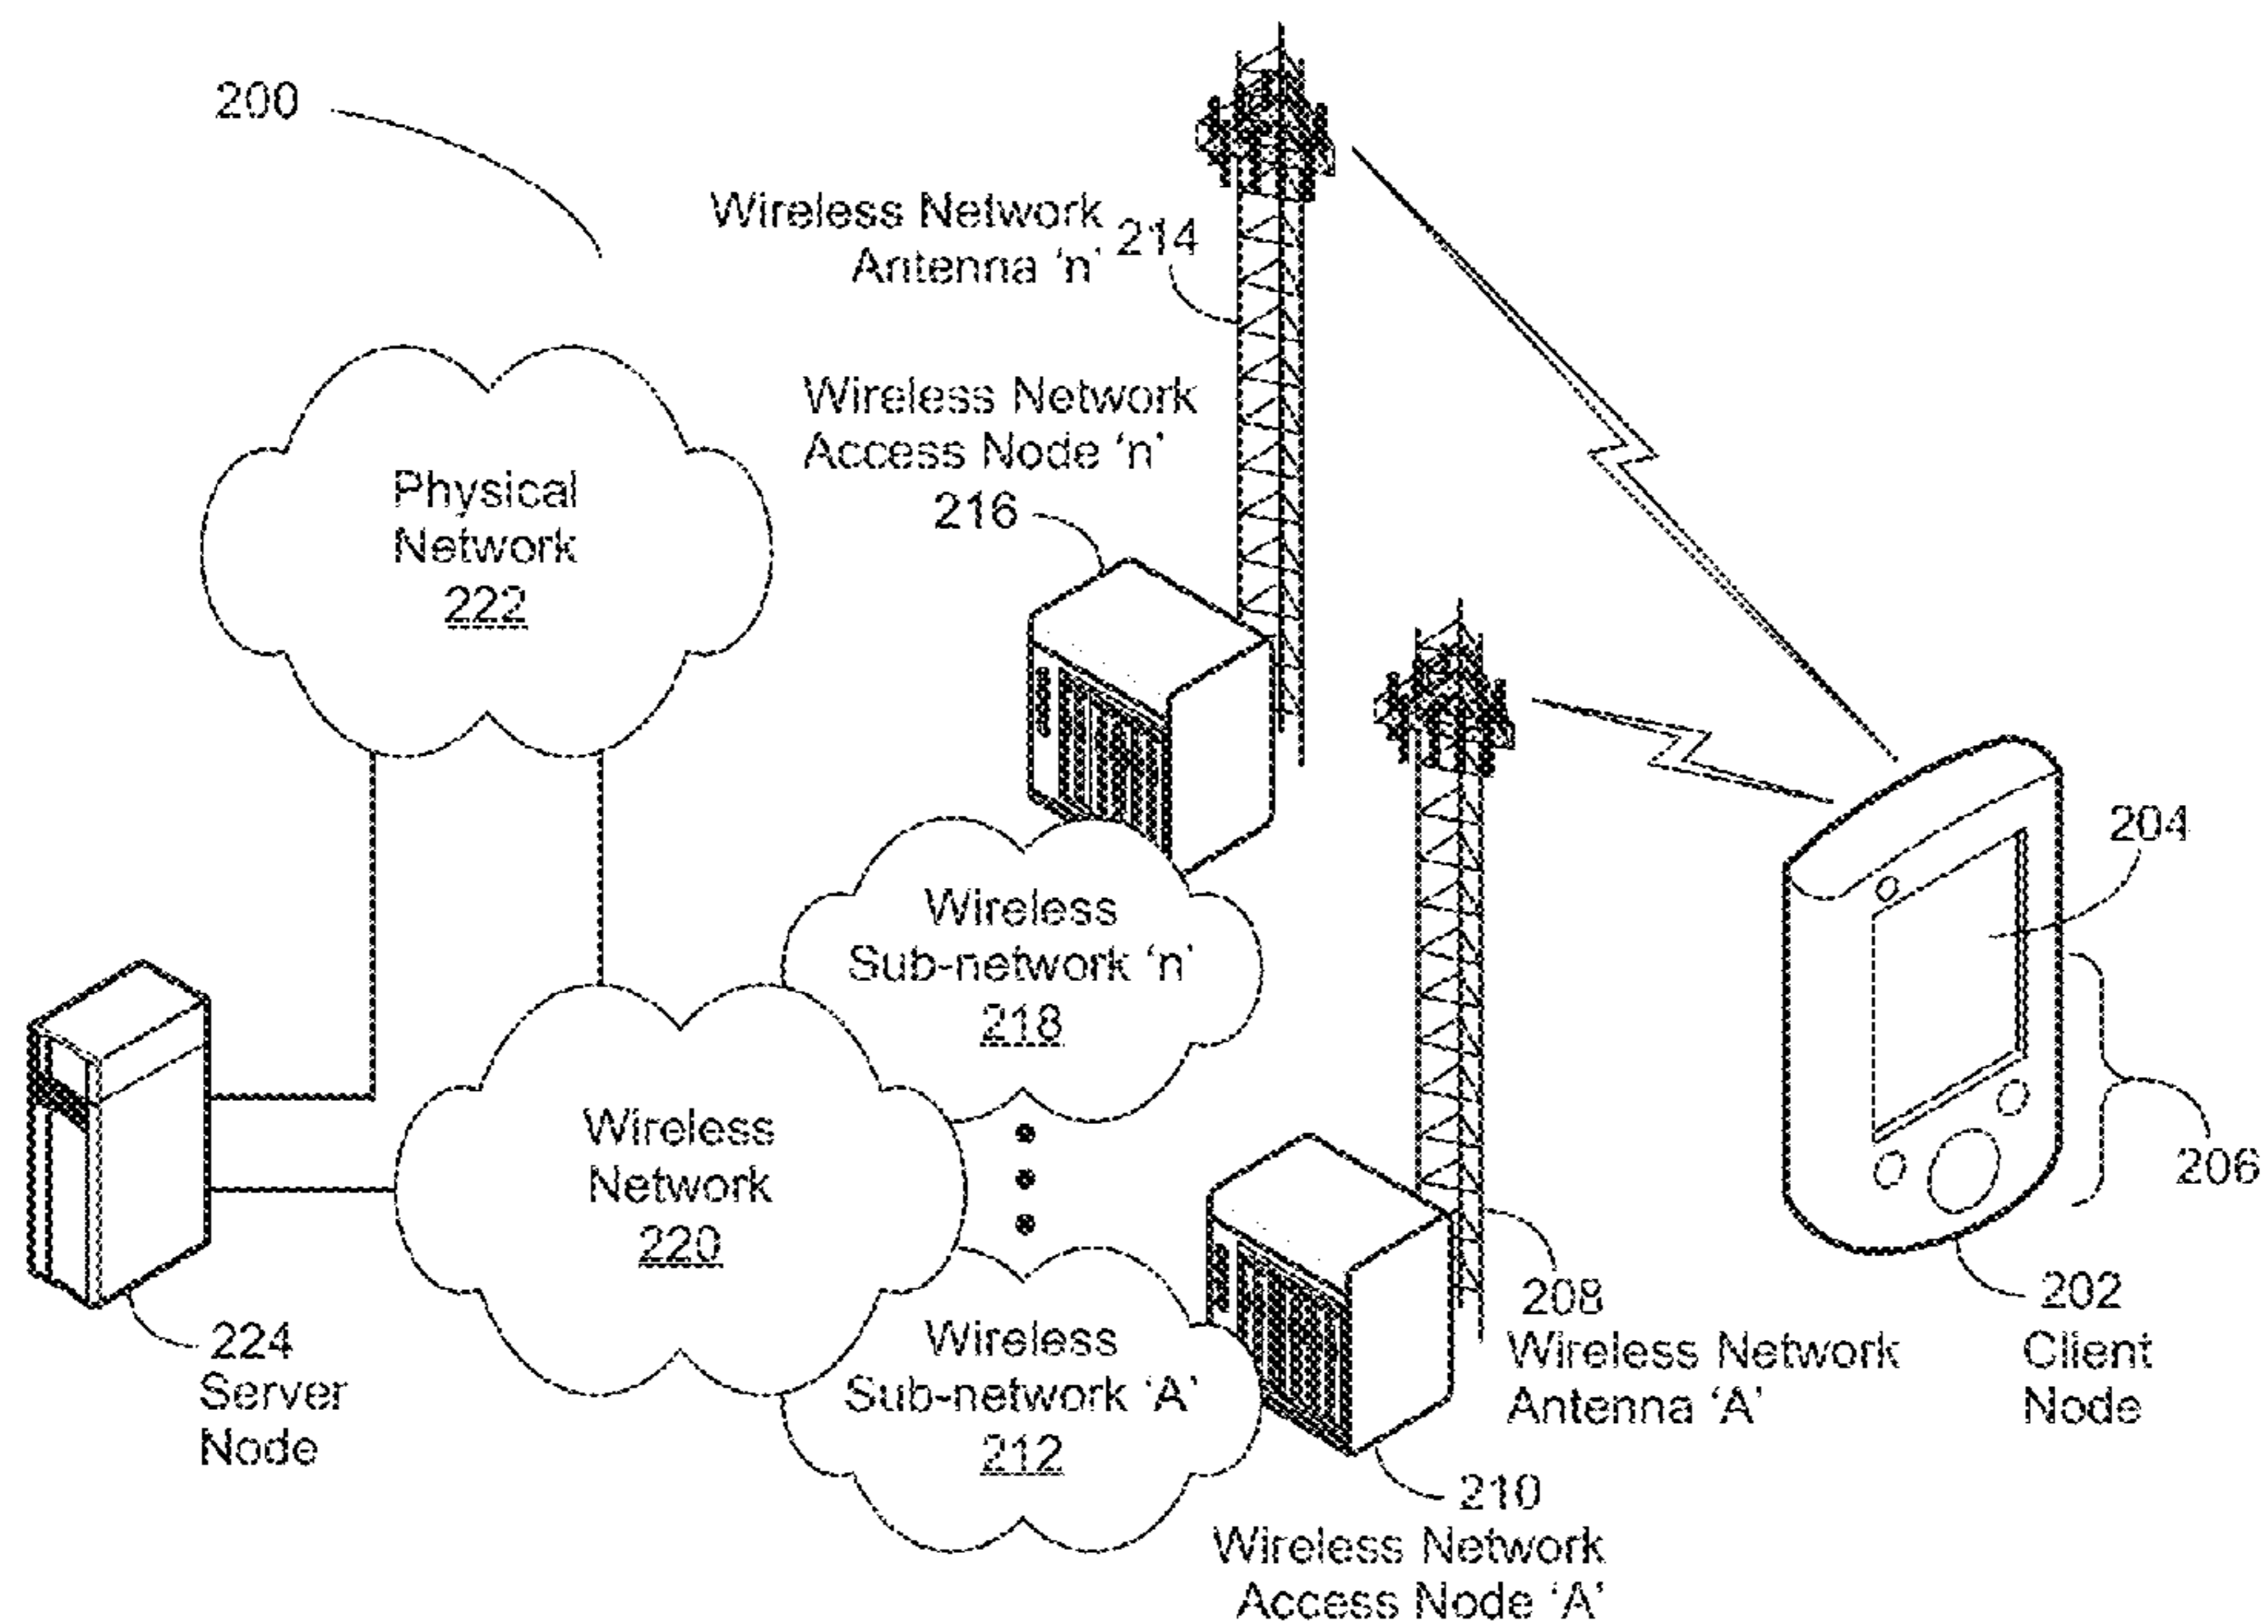 200
Wireless Network
Antenna 'n'
214
Wireless Network
Access Node 'n'
216
Physical
Network
222
204
Wireless
Sub-network 'n'
218
206
Wireless
Network
220
202
Client
Node
208
Wireless Network
Antenna 'A'
224
Server
Node
Wireless
Sub-network 'A'
212
210
Wireless Network
Access Node 'A'